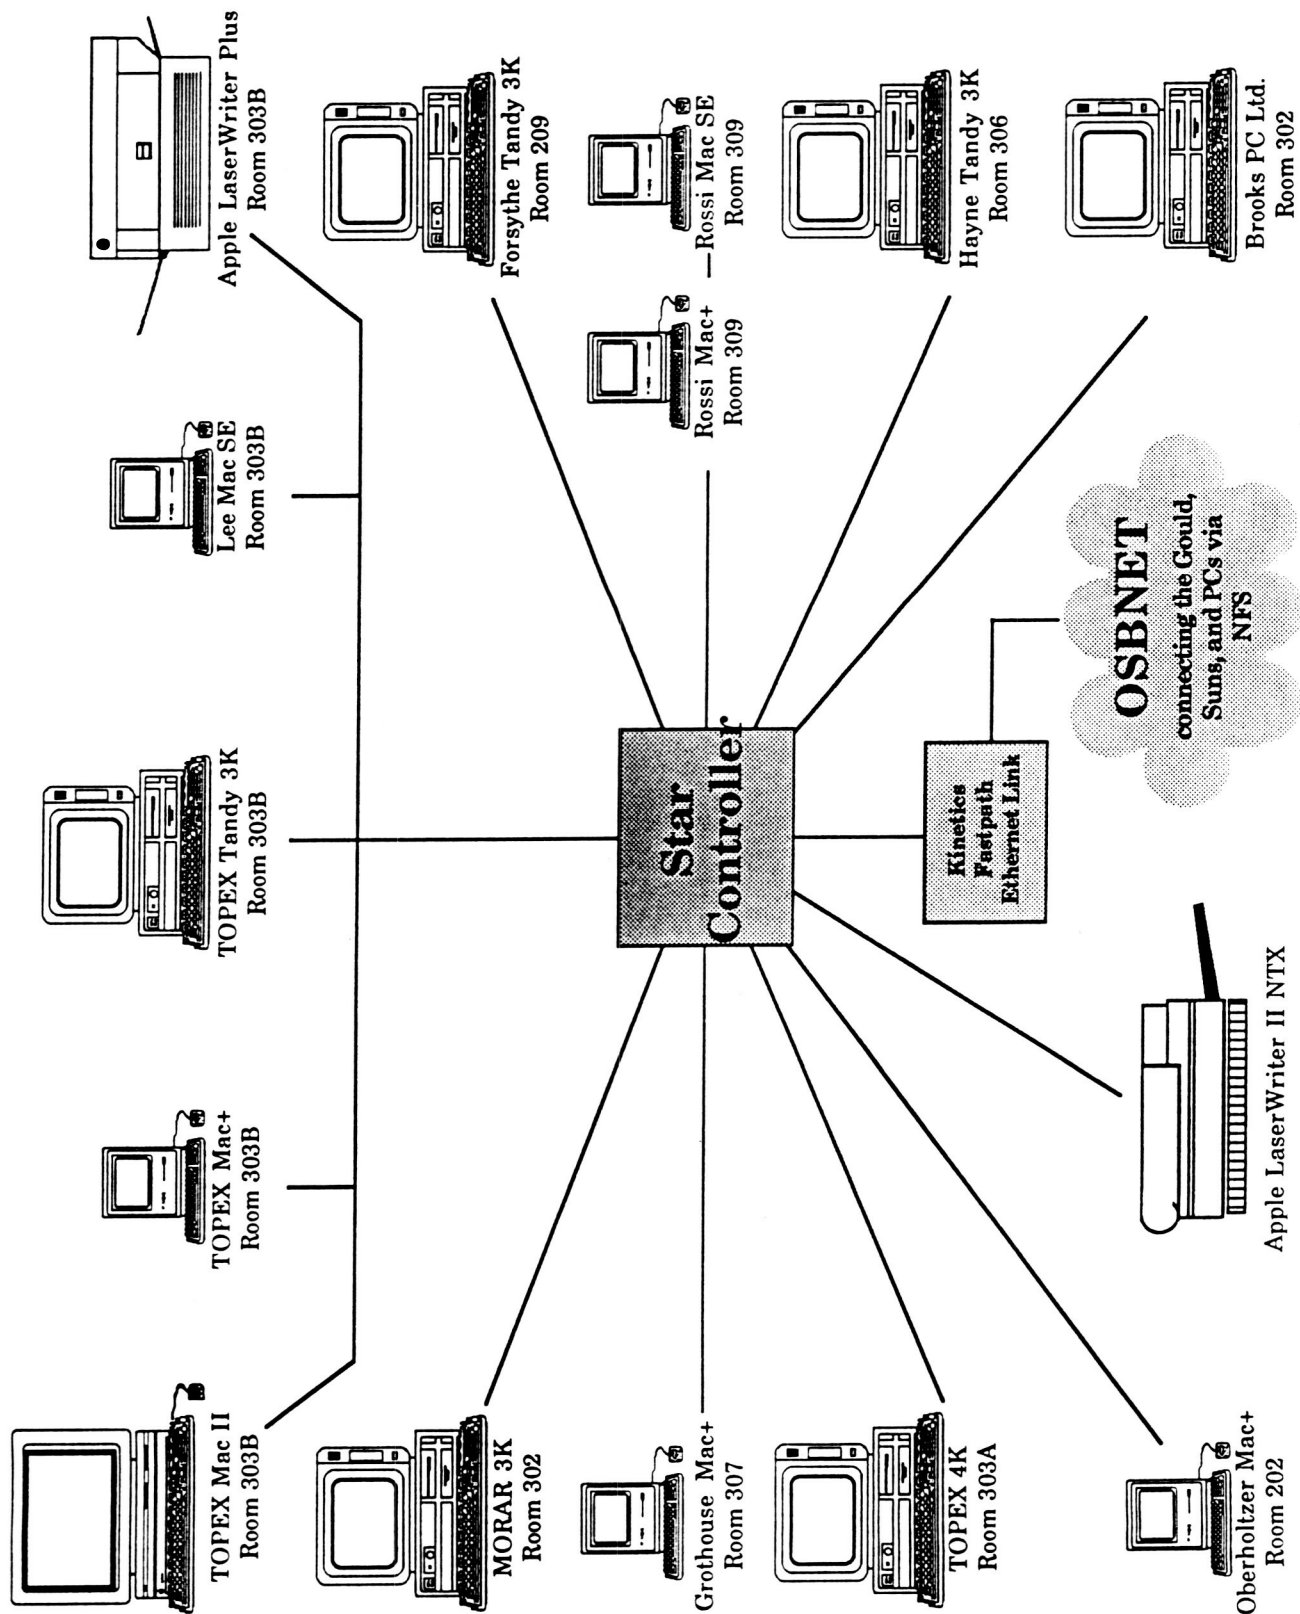 TOPEX Mac II
Room 303B
TOPEX Mac+
Room 303B
TOPEX Tandy 3K
Room 303B
Lee Mac SE
Room 303B
Apple LaserWriter Plus
Room 303B
MORAR 3K
Room 302
Forsythe Tandy 3K
Room 209
Grothouse Mac+
Room 307
Star
Controller
Rossi Mac+
Room 309
Rossi Mac SE
Room 309
TOPEX 4K
Room 303A
Hayne Tandy 3K
Room 306
Kinetics
Fastpath
Ethernet Link
Oberholtzer Mac+
Room 202
Apple LaserWriter II NTX
OSBNET
connecting the Gould,
Suns, and PCs via
NFS
Brooks PC Ltd.
Room 302